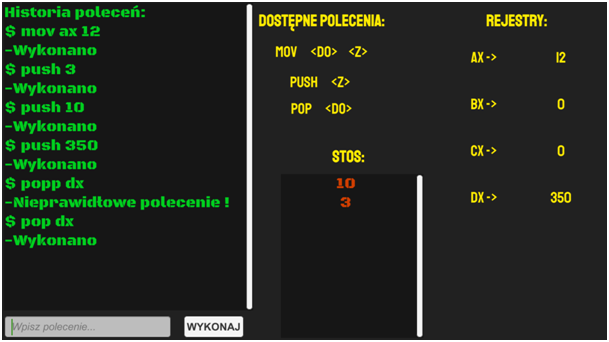 Historia poleceń:
$ mov ax 12
-Wykonano
$ push 3
-Wykonano
$ push 10
-Wykonano
$ push 350
-Wykonano
$ popp dx
-Nieprawidłowe polecenie !
$ pop dx
-Wykonano
Wpisz polecenie...
WYKONAJ
DOSTĘPNE POLECENIA:
MOV <DO> <Z>
PUSH <Z>
POP <DO>
STOS:
10
3
REJESTRY:
AX -> 12
BX -> 0
CX -> 0
DX -> 350